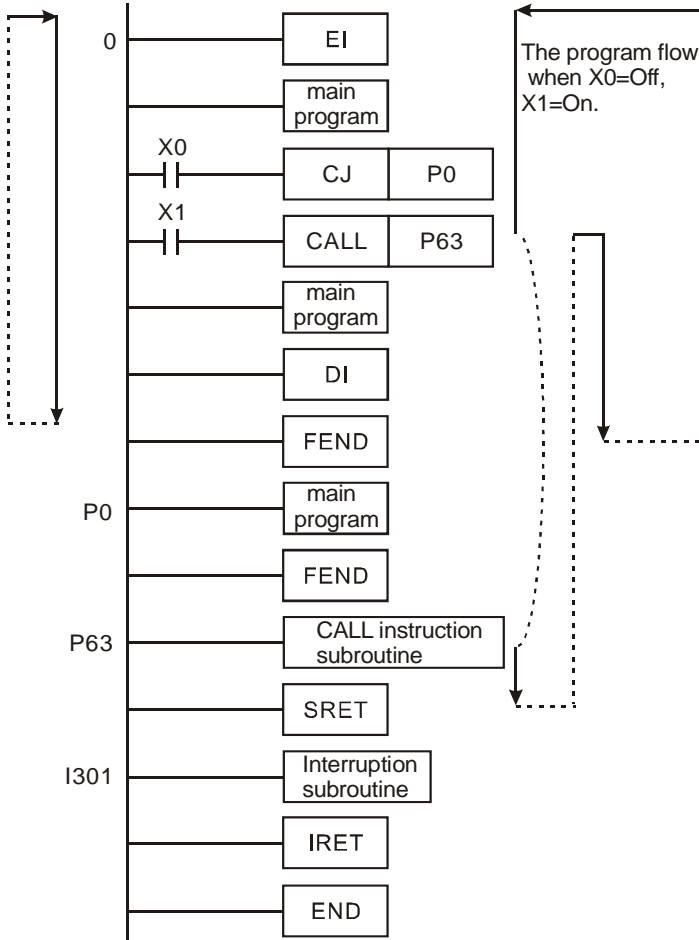 0 EI
The program flow
when X0=Off,
X1=On.
main
program
X0
CJ P0
X1
CALL P63
main
program
DI
FEND
P0
main
program
FEND
P63
CALL instruction
subroutine
SRET
I301
Interruption
subroutine
IRET
END